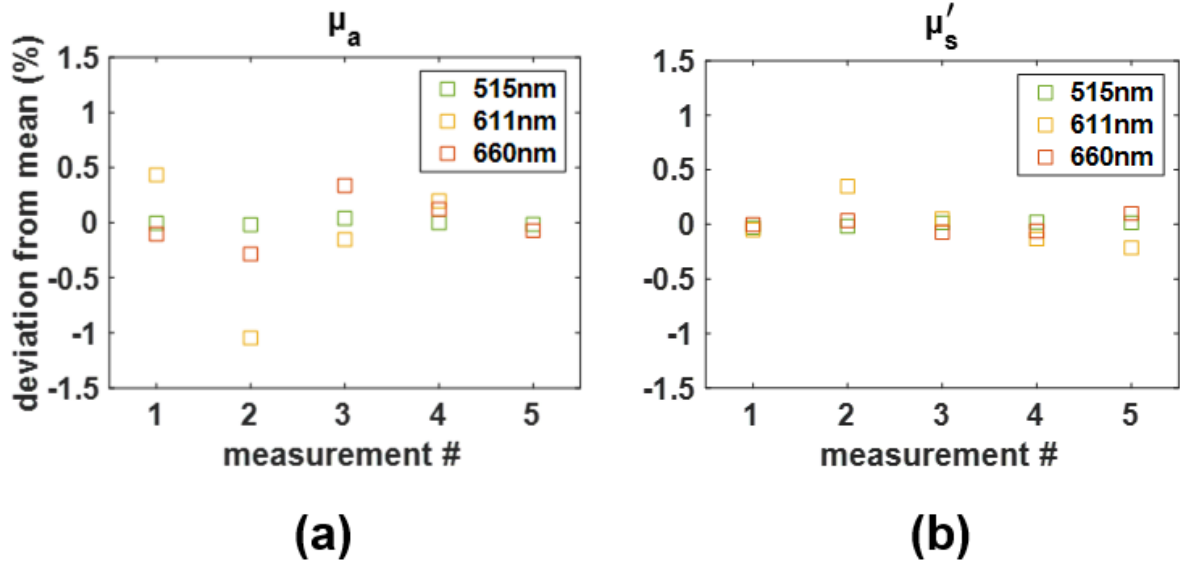 μa
deviation from mean (%)
1.5
1
0.5
0
-0.5
-1
-1.5
515nm
611nm
660nm
1 2 3 4 5
measurement #
(a)
μs′
1.5
1
0.5
0
-0.5
-1
-1.5
515nm
611nm
660nm
1 2 3 4 5
measurement #
(b)